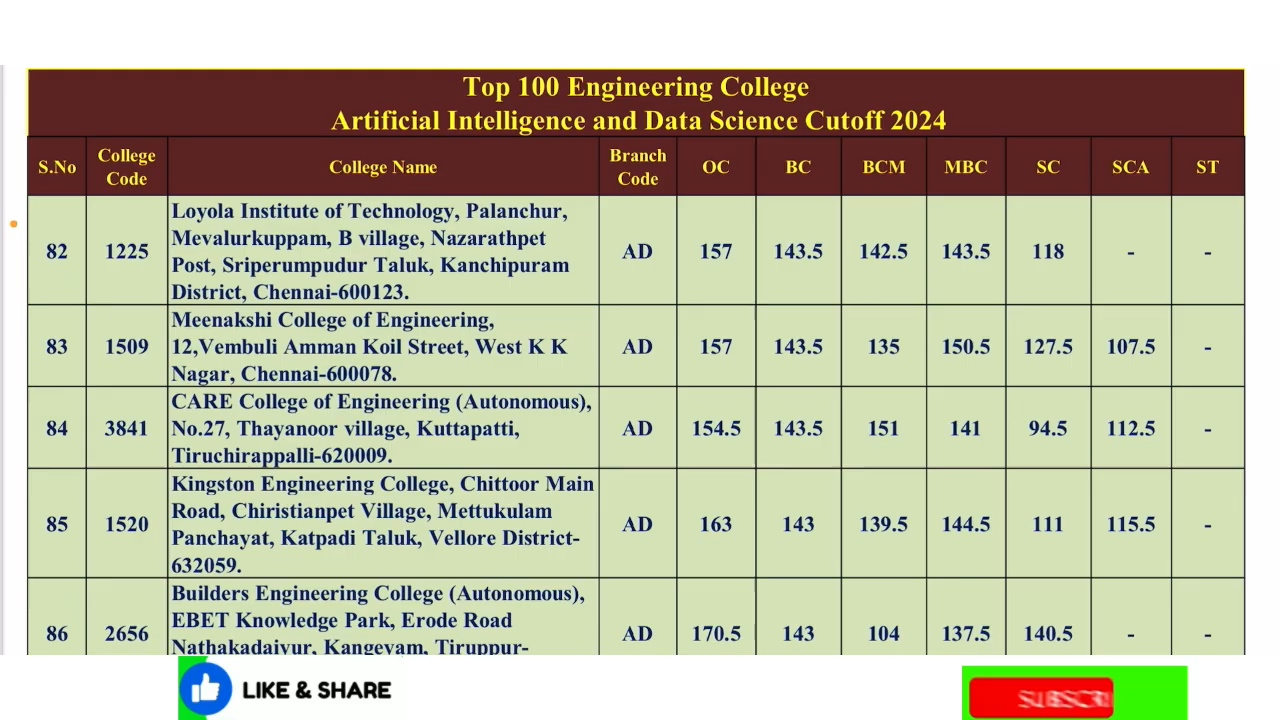 Top 100 Engineering College
Artificial Intelligence and Data Science Cutoff 2024
S.No College Code College Name Branch Code OC BC BCM MBC SC SCA ST
82 1225 Loyola Institute of Technology, Palanchur,
Mevalurkuppam, B village, Nazarathpet
Post, Sriperumpudur Taluk, Kanchipuram
District, Chennai-600123. AD 157 143.5 142.5 143.5 118 - -
83 1509 Meenakshi College of Engineering,
12,Vembuli Amman Koil Street, West K K
Nagar, Chennai-600078. AD 157 143.5 135 150.5 127.5 107.5 -
84 3841 CARE College of Engineering (Autonomous),
No.27, Thayanoor village, Kuttapatti,
Tiruchirappalli-620009. AD 154.5 143.5 151 141 94.5 112.5 -
85 1520 Kingston Engineering College, Chittoor Main
Road, Chiristianpet Village, Mettukulam
Panchayat, Katpadi Taluk, Vellore District-
632059. AD 163 143 139.5 144.5 111 115.5 -
86 2656 Builders Engineering College (Autonomous),
EBET Knowledge Park, Erode Road
Nathakadaiyur, Kangeyam, Tiruppur- AD 170.5 143 104 137.5 140.5 - -
LIKE & SHARE